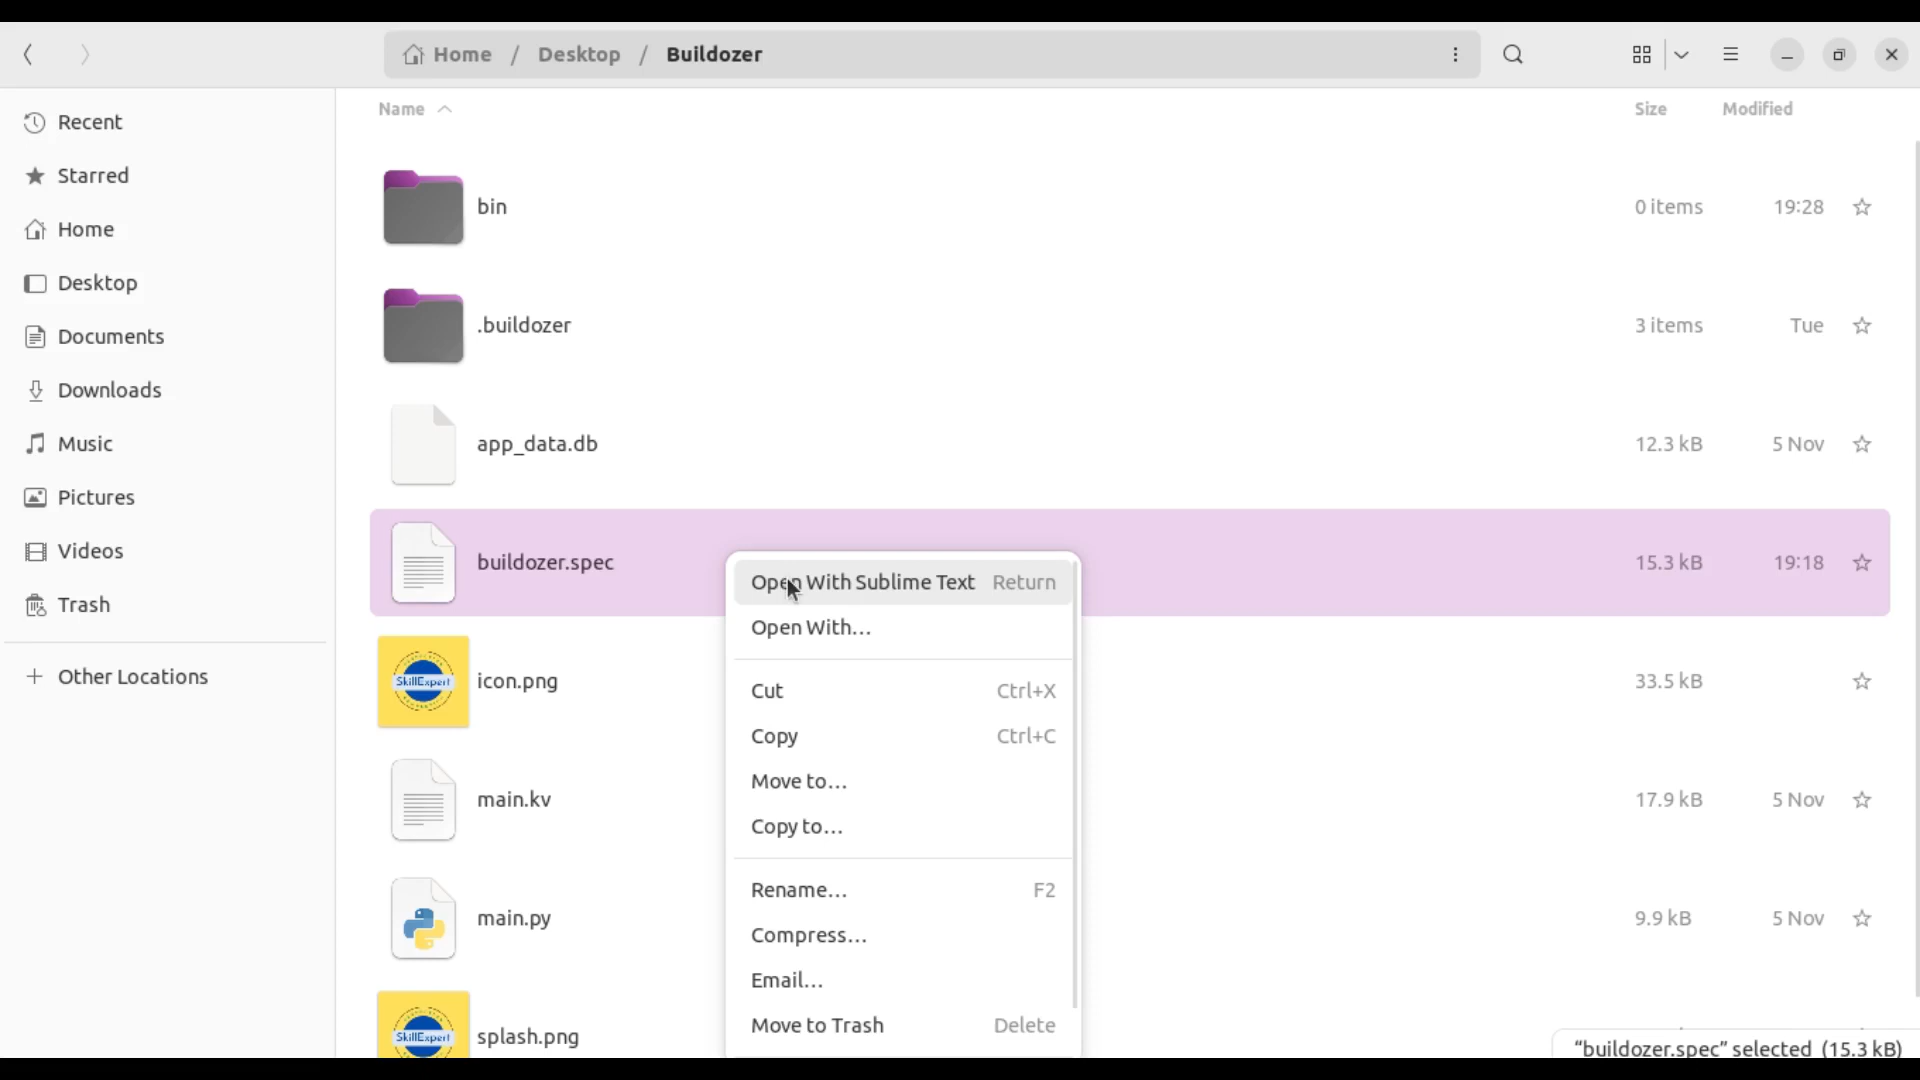 Home / Desktop / Buildozer
Recent
Starred
Home
Desktop
Documents
Downloads
Music
Pictures
Videos
Trash
+ Other Locations
Name Size Modified
bin 0 items 19:28
.buildozer 3 items Tue
app_data.db 12.3 kB 5 Nov
buildozer.spec 15.3 kB 19:18
SkillExpert icon.png 33.5 kB
main.kv 17.9 kB 5 Nov
main.py 9.9 kB 5 Nov
SkillExpert splash.png
Open With Sublime Text Return
Open With...
Cut Ctrl+X
Copy Ctrl+C
Move to...
Copy to...
Rename... F2
Compress...
Email...
Move to Trash Delete
"buildozer.spec" selected (15.3 kB)